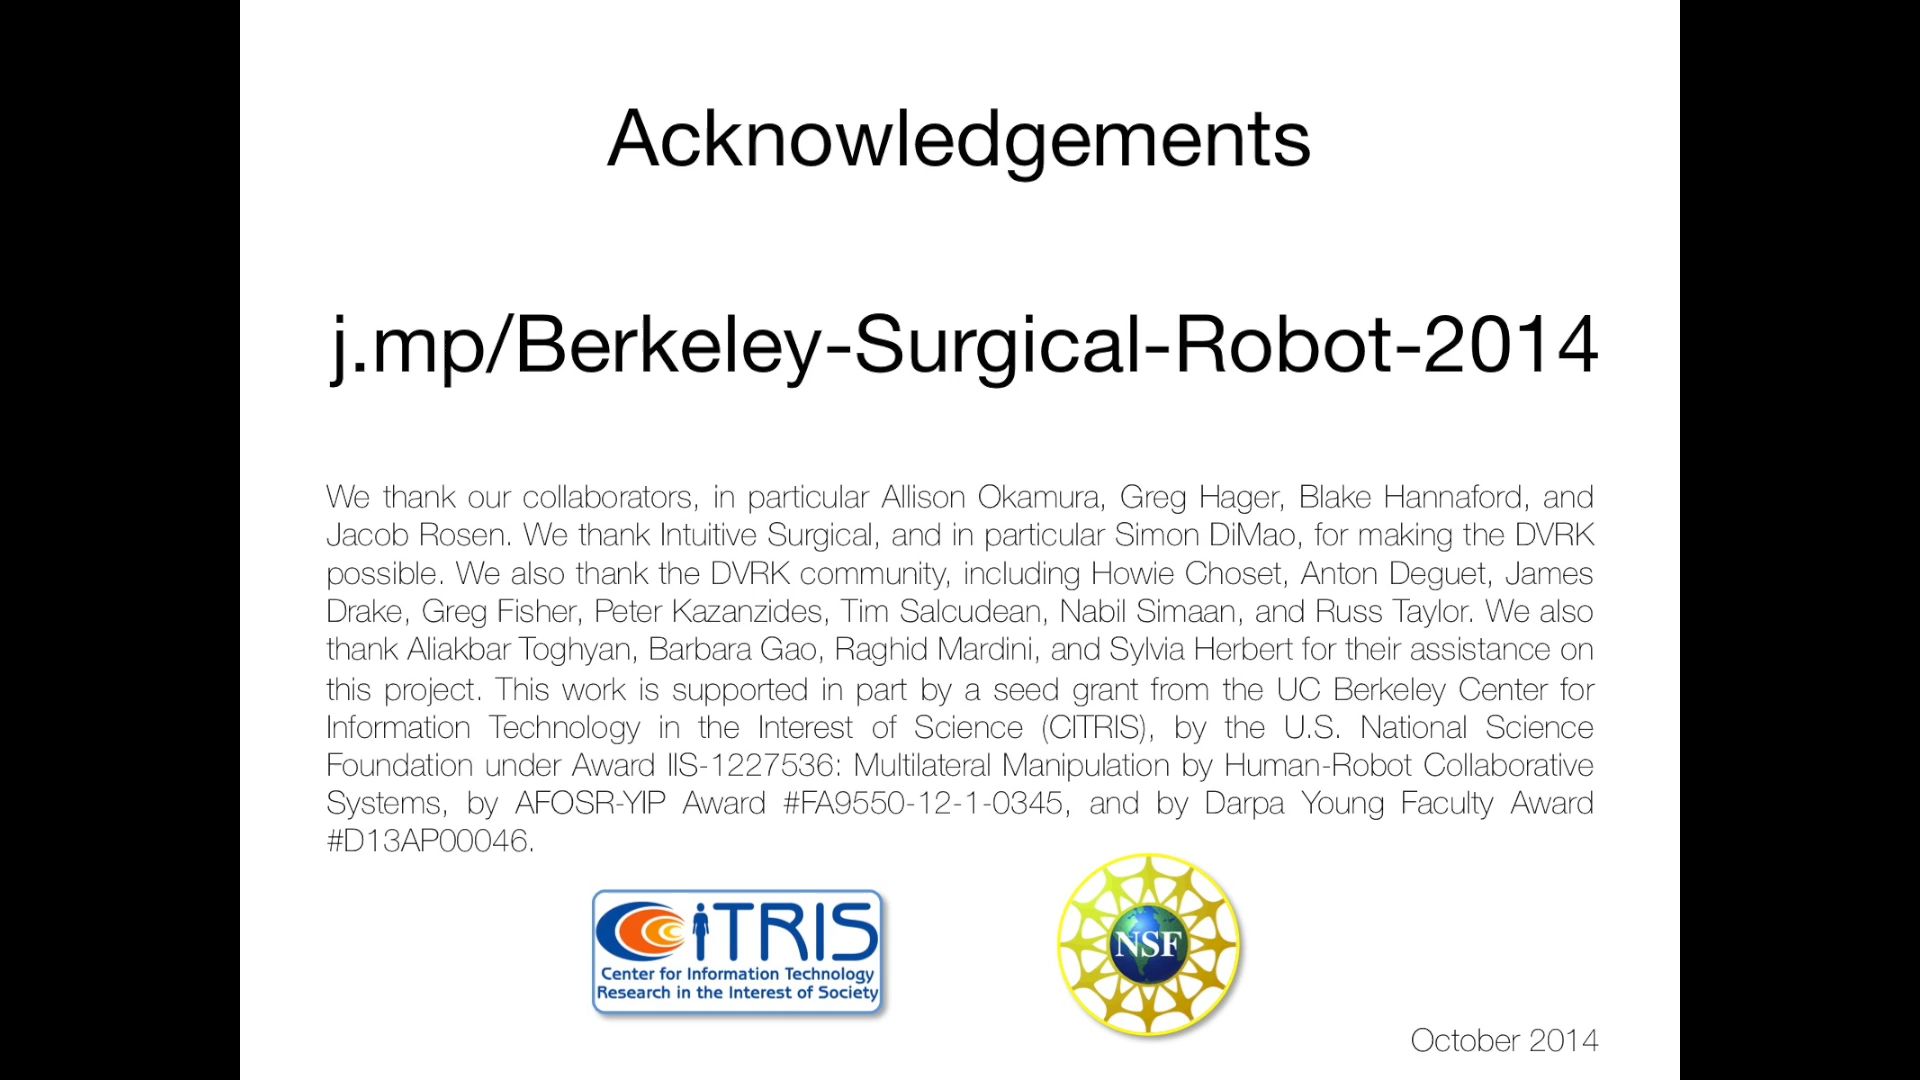 Acknowledgements
j.mp/Berkeley-Surgical-Robot-2014
We thank our collaborators, in particular Allison Okamura, Greg Hager, Blake Hannaford, and
Jacob Rosen. We thank Intuitive Surgical, and in particular Simon DiMao, for making the DVRK
possible. We also thank the DVRK community, including Howie Choset, Anton Deguet, James
Drake, Greg Fisher, Peter Kazanzides, Tim Salcudean, Nabil Simaan, and Russ Taylor. We also
thank Aliakbar Toghyan, Barbara Gao, Raghid Mardini, and Sylvia Herbert for their assistance on
this project. This work is supported in part by a seed grant from the UC Berkeley Center for
Information Technology in the Interest of Science (CITRIS), by the U.S. National Science
Foundation under Award IIS-1227536: Multilateral Manipulation by Human-Robot Collaborative
Systems, by AFOSR-YIP Award #FA9550-12-1-0345, and by Darpa Young Faculty Award
#D13AP00046.
CiTRIS
Center for Information Technology
Research in the Interest of Society
NSF
October 2014